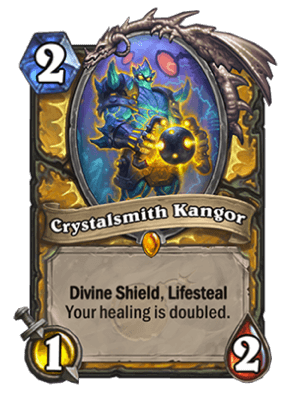 2
Crystalsmith Kangor
Divine Shield, Lifesteal
Your healing is doubled.
1
2